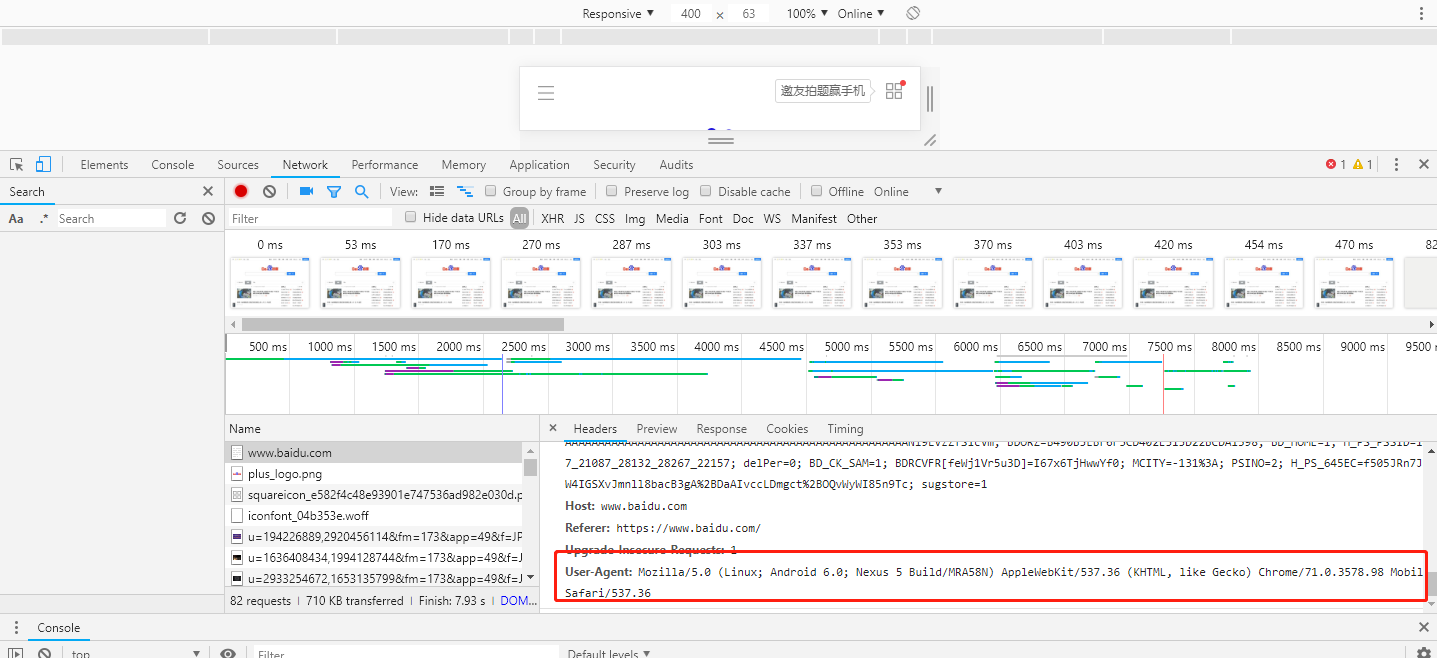 Responsive ▼ 400 × 63 100% ▼ Online ▼
邀友拍题赢手机
Elements Console Sources Network Performance Memory Application Security Audits 1 1
Search View: Group by frame Preserve log Disable cache Offline Online ▼
Aa .* Search Filter Hide data URLs All XHR JS CSS Img Media Font Doc WS Manifest Other
0 ms 53 ms 170 ms 270 ms 287 ms 303 ms 337 ms 353 ms 370 ms 403 ms 420 ms 454 ms 470 ms 82
500 ms 1000 ms 1500 ms 2000 ms 2500 ms 3000 ms 3500 ms 4000 ms 4500 ms 5000 ms 5500 ms 6000 ms 6500 ms 7000 ms 7500 ms 8000 ms 8500 ms 9000 ms 9500
Name
www.baidu.com
plus_logo.png
squareicon_e582f4c48e93901e747536ad982e030d.p
iconfont_04b353e.woff
u=194226889,2920456114&fm=173&app=49&f=JP
u=1636408434,1994128744&fm=173&app=49&f=J
u=2933254672,1653135799&fm=173&app=49&f=J
82 requests | 710 KB transferred | Finish: 7.93 s | DOM...
× Headers Preview Response Cookies Timing
7_21087_28132_28267_22157; delPer=0; BD_CK_SAM=1; BDRCVFR[feWj1Vr5u3D]=I67x6TjHwwYf0; MCITY=-131%3A; PSINO=2; H_PS_645EC=f505JRn7J
W4IGSXvJmnll8bacB3gA%2BDaAIvccLDmgct%2BOQvWyWI85n9Tc; sugstore=1
Host: www.baidu.com
Referer: https://www.baidu.com/
Upgrade-Insecure-Requests: 1
User-Agent: Mozilla/5.0 (Linux; Android 6.0; Nexus 5 Build/MRA58N) AppleWebKit/537.36 (KHTML, like Gecko) Chrome/71.0.3578.98 Mobil
Safari/537.36
Console
top ▼ Filter Default levels ▼